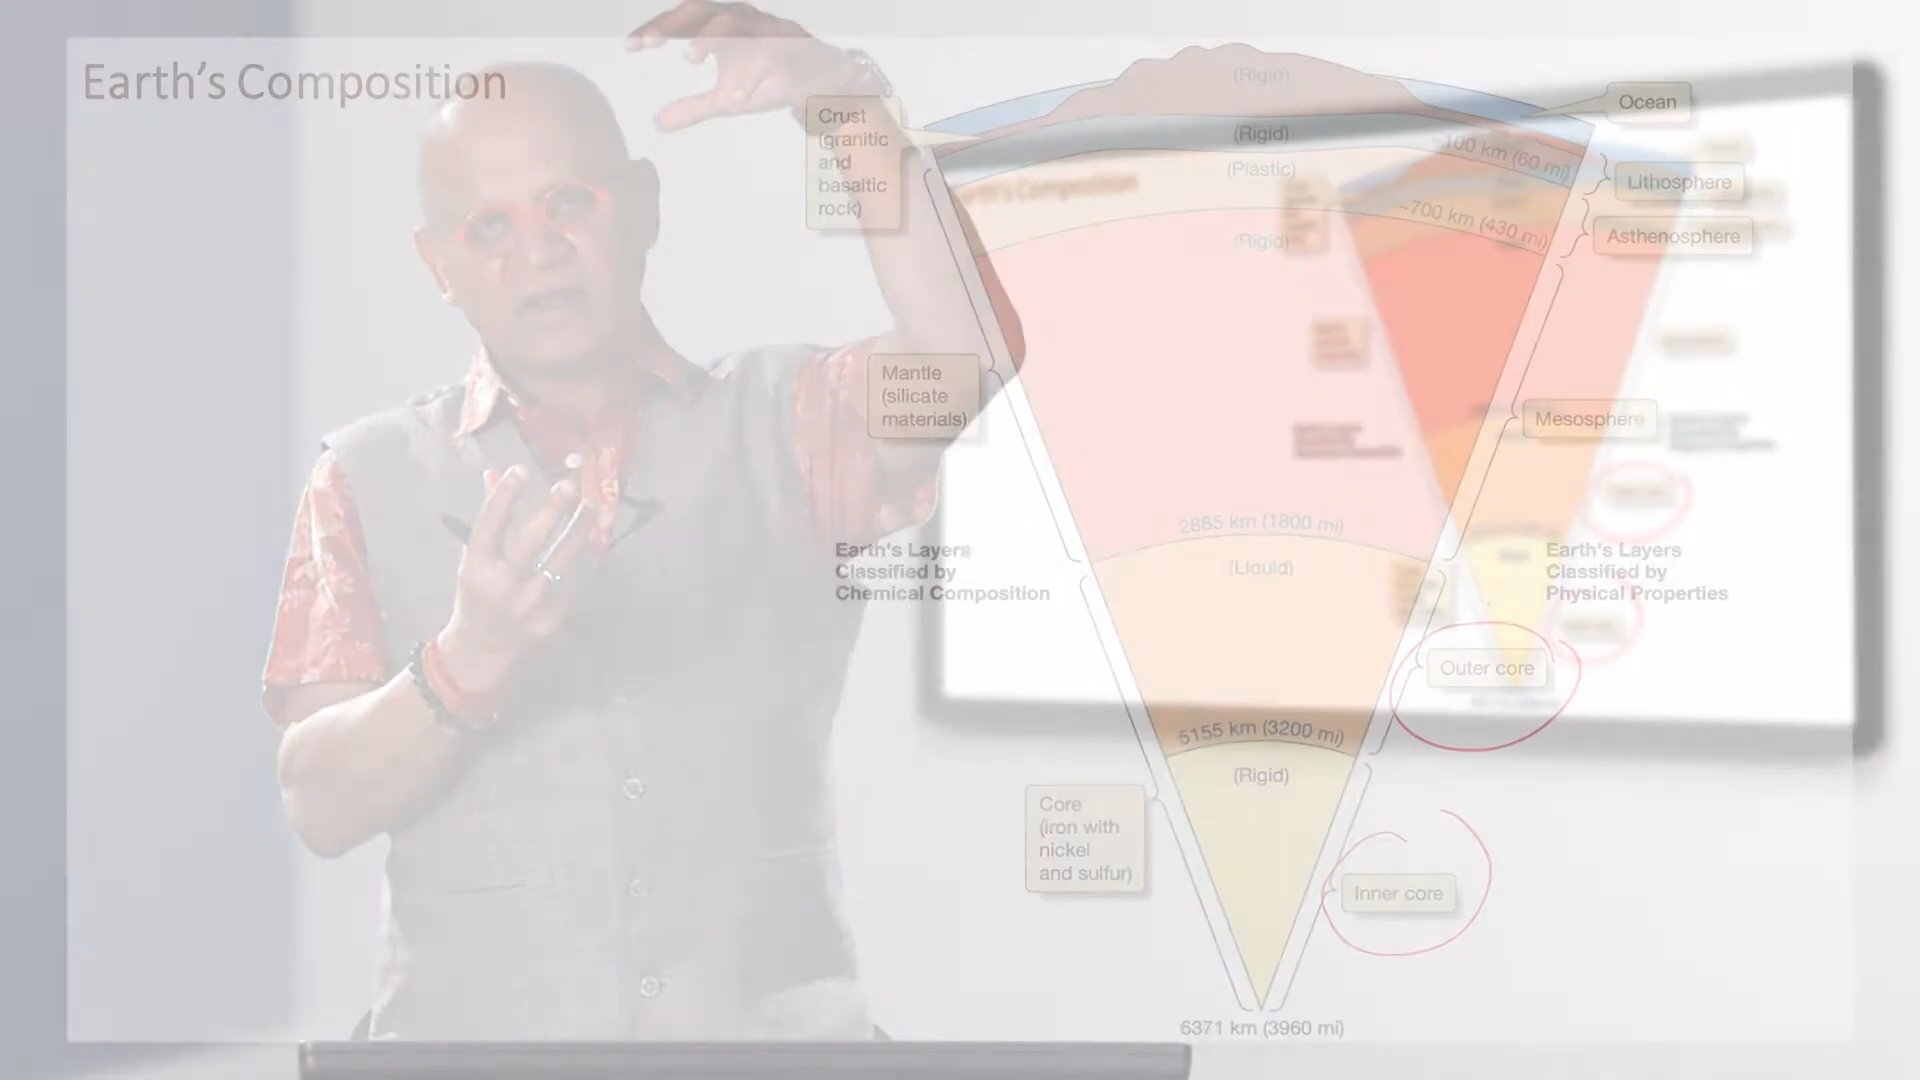 Earth's Composition
(Rigid)
Ocean
Crust
(granitic
and
basaltic
rock)
(Rigid)
~100 km (60 mi)
(Plastic)
Lithosphere
Earth's Composition
~700 km (430 mi)
(Rigid)
Asthenosphere
Mantle
(silicate
materials)
Mesosphere
2885 km (1800 mi)
Earth's Layers
Classified by
Chemical Composition
(Liquid)
Earth's Layers
Classified by
Physical Properties
Outer core
5155 km (3200 mi)
(Rigid)
Core
(iron with
nickel
and sulfur)
Inner core
6371 km (3960 mi)